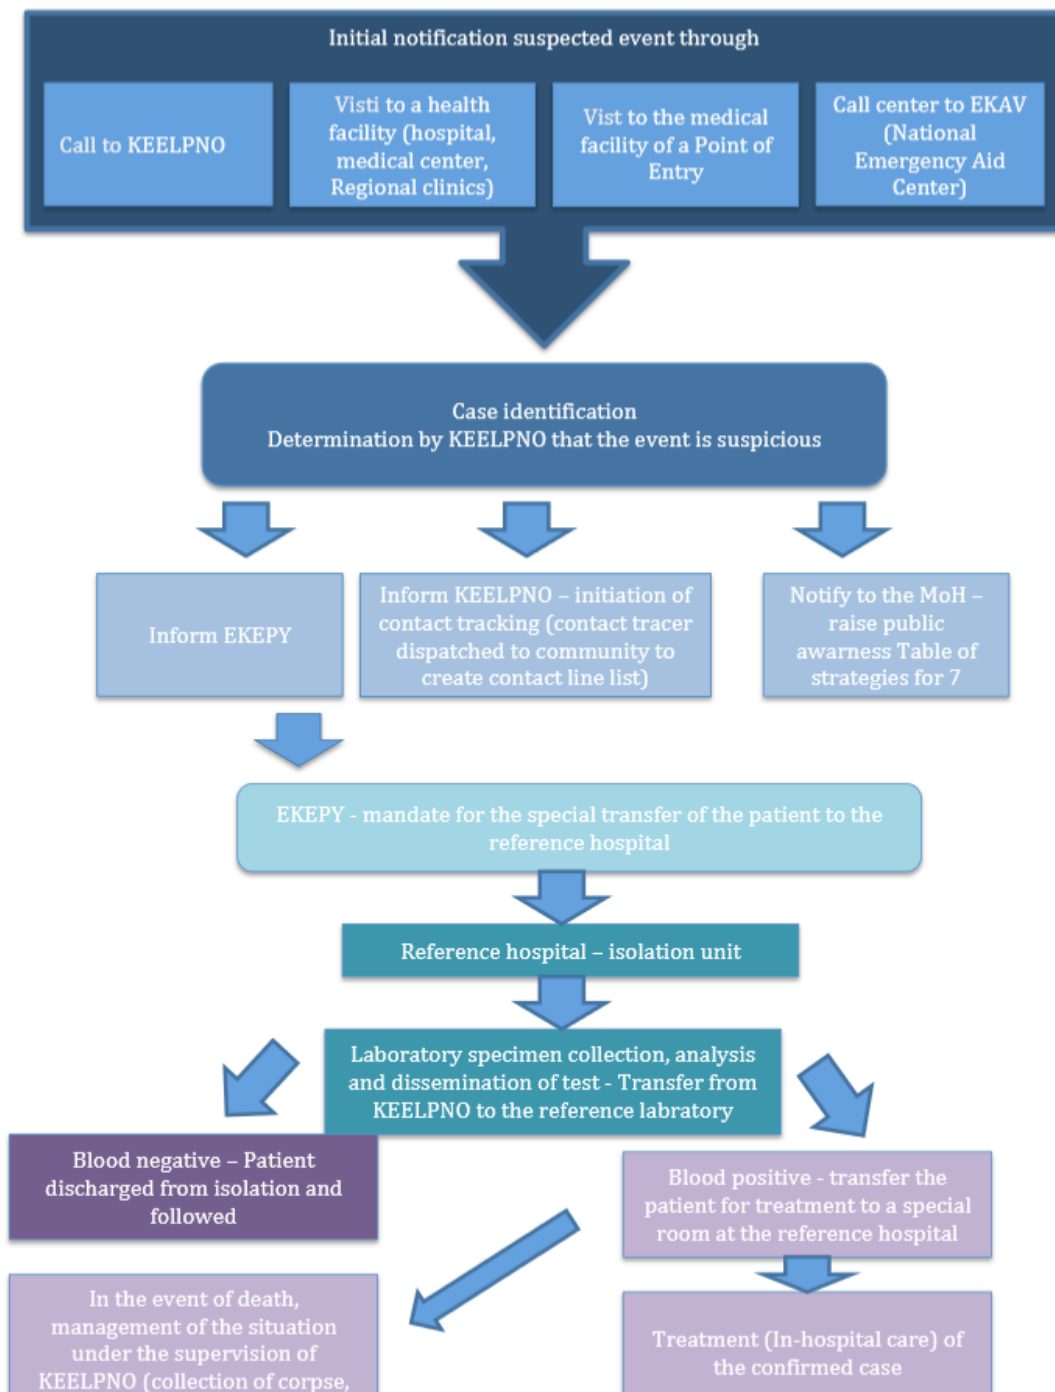 Initial notification suspected event through
Call to KEELPNO
Visti to a health
facility (hospital,
medical center,
Regional clinics)
Vist to the medical
facility of a Point of
Entry
Call center to EKAV
(National
Emergency Aid
Center)
Case identification
Determination by KEELPNO that the event is suspicious
Inform EKEPY
Inform KEELPNO – initiation of
contact tracking (contact tracer
dispatched to community to
create contact line list)
Notify to the MoH –
raise public
awarness Table of
strategies for 7
EKEPY - mandate for the special transfer of the patient to the
reference hospital
Reference hospital – isolation unit
Laboratory specimen collection, analysis
and dissemination of test - Transfer from
KEELPNO to the reference labratory
Blood negative – Patient
discharged from isolation and
followed
Blood positive - transfer the
patient for treatment to a special
room at the reference hospital
In the event of death,
management of the situation
under the supervision of
KEELPNO (collection of corpse,
Treatment (In-hospital care) of
the confirmed case